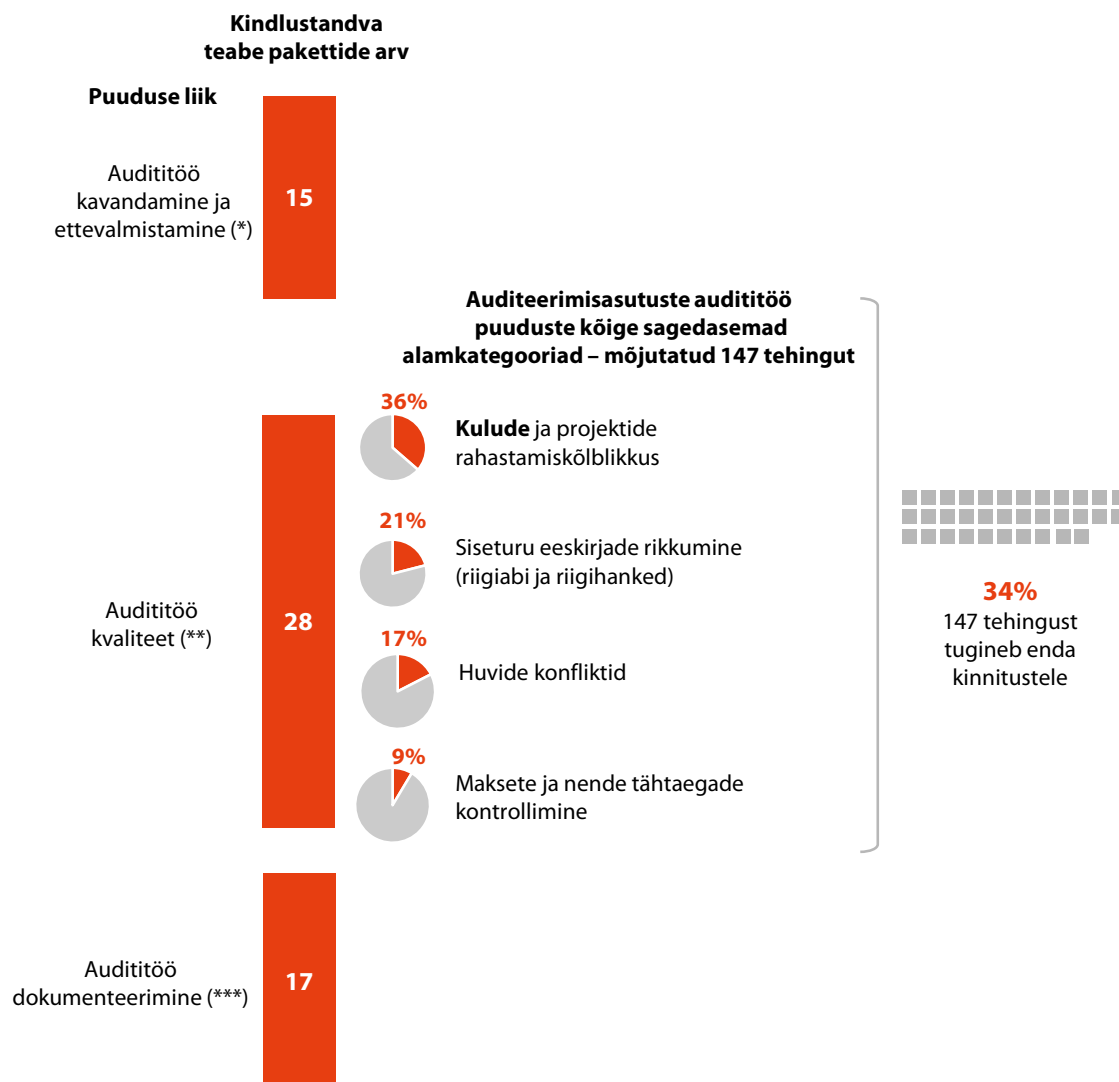 Kindlustandva
teabe pakettide arv
Puuduse liik
Audititöö
kavandamine ja
ettevalmistamine (*)
15
Auditeerimisasutuste audititöö
puuduste kõige sagedasemad
alamkategooriad – mõjutatud 147 tehingut
36%
Kulude ja projektide
rahastamiskõlblikkus
21%
Siseturu eeskirjade rikkumine
(riigiabi ja riigihanked)
Audititöö
kvaliteet (**)
28
17%
Huvide konfliktid
9%
Maksete ja nende tähtaegade
kontrollimine
34%
147 tehingust
tugineb enda
kinnitustele
Audititöö
dokumenteerimine (***)
17